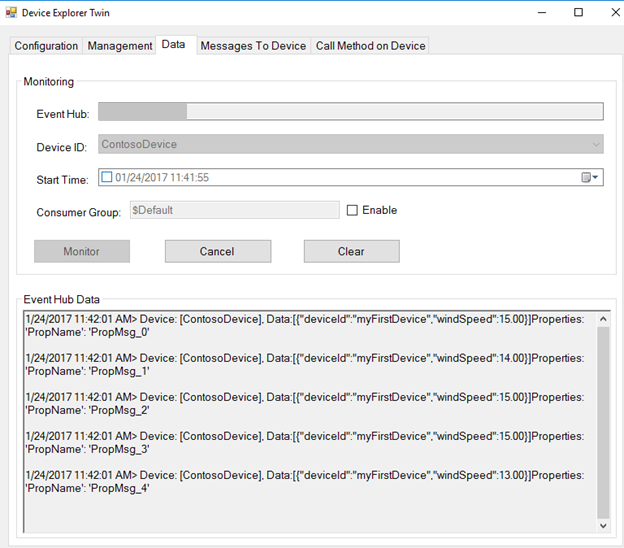 Device Explorer Twin
Configuration Management Data Messages To Device Call Method on Device
Monitoring
Event Hub:
Device ID: ContosoDevice
Start Time: 01/24/2017 11:41:55
Consumer Group: $Default Enable
Monitor Cancel Clear
Event Hub Data
1/24/2017 11:42:01 AM> Device: [ContosoDevice], Data:[{"deviceId":"myFirstDevice","windSpeed":15.00}]Properties:
'PropName': 'PropMsg_0'
1/24/2017 11:42:01 AM> Device: [ContosoDevice], Data:[{"deviceId":"myFirstDevice","windSpeed":14.00}]Properties:
'PropName': 'PropMsg_1'
1/24/2017 11:42:01 AM> Device: [ContosoDevice], Data:[{"deviceId":"myFirstDevice","windSpeed":15.00}]Properties:
'PropName': 'PropMsg_2'
1/24/2017 11:42:01 AM> Device: [ContosoDevice], Data:[{"deviceId":"myFirstDevice","windSpeed":15.00}]Properties:
'PropName': 'PropMsg_3'
1/24/2017 11:42:01 AM> Device: [ContosoDevice], Data:[{"deviceId":"myFirstDevice","windSpeed":13.00}]Properties:
'PropName': 'PropMsg_4'